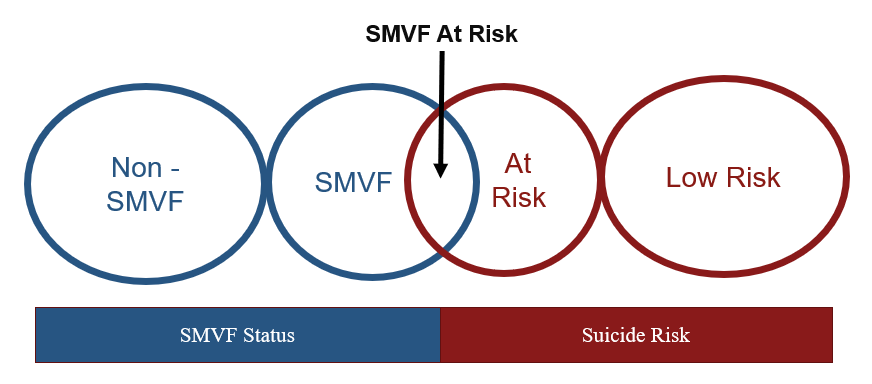 SMVF At Risk
Non -
SMVF
SMVF
At
Risk
Low Risk
SMVF Status
Suicide Risk